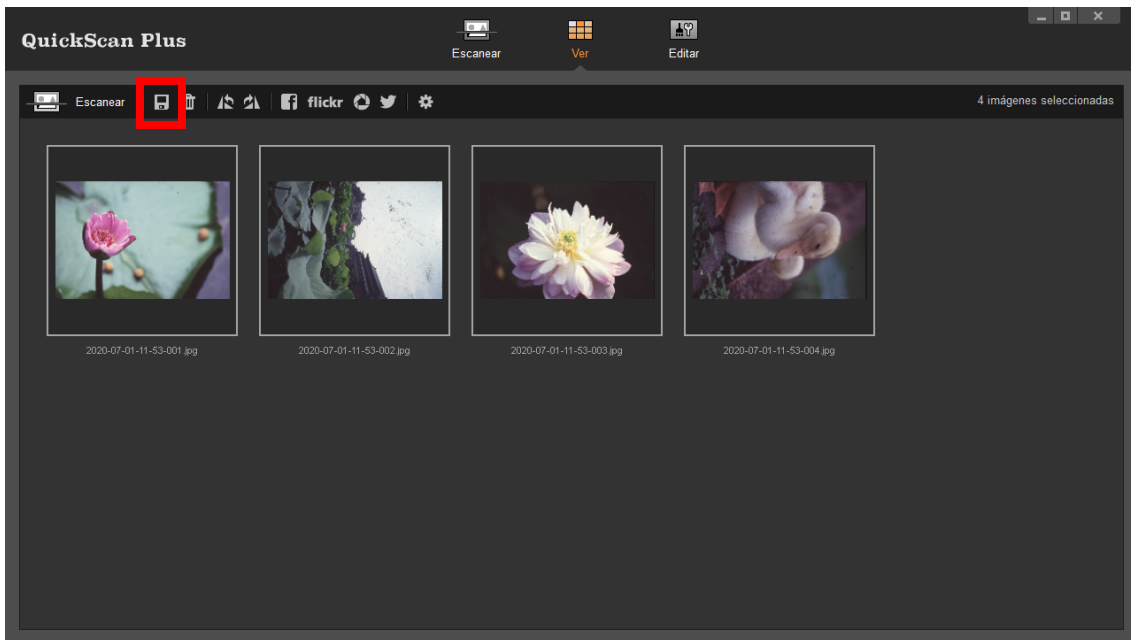 QuickScan Plus
Escanear
Ver
Editar
Escanear
flickr
4 imágenes seleccionadas
2020-07-01-11-53-001.jpg
2020-07-01-11-53-002.jpg
2020-07-01-11-53-003.jpg
2020-07-01-11-53-004.jpg